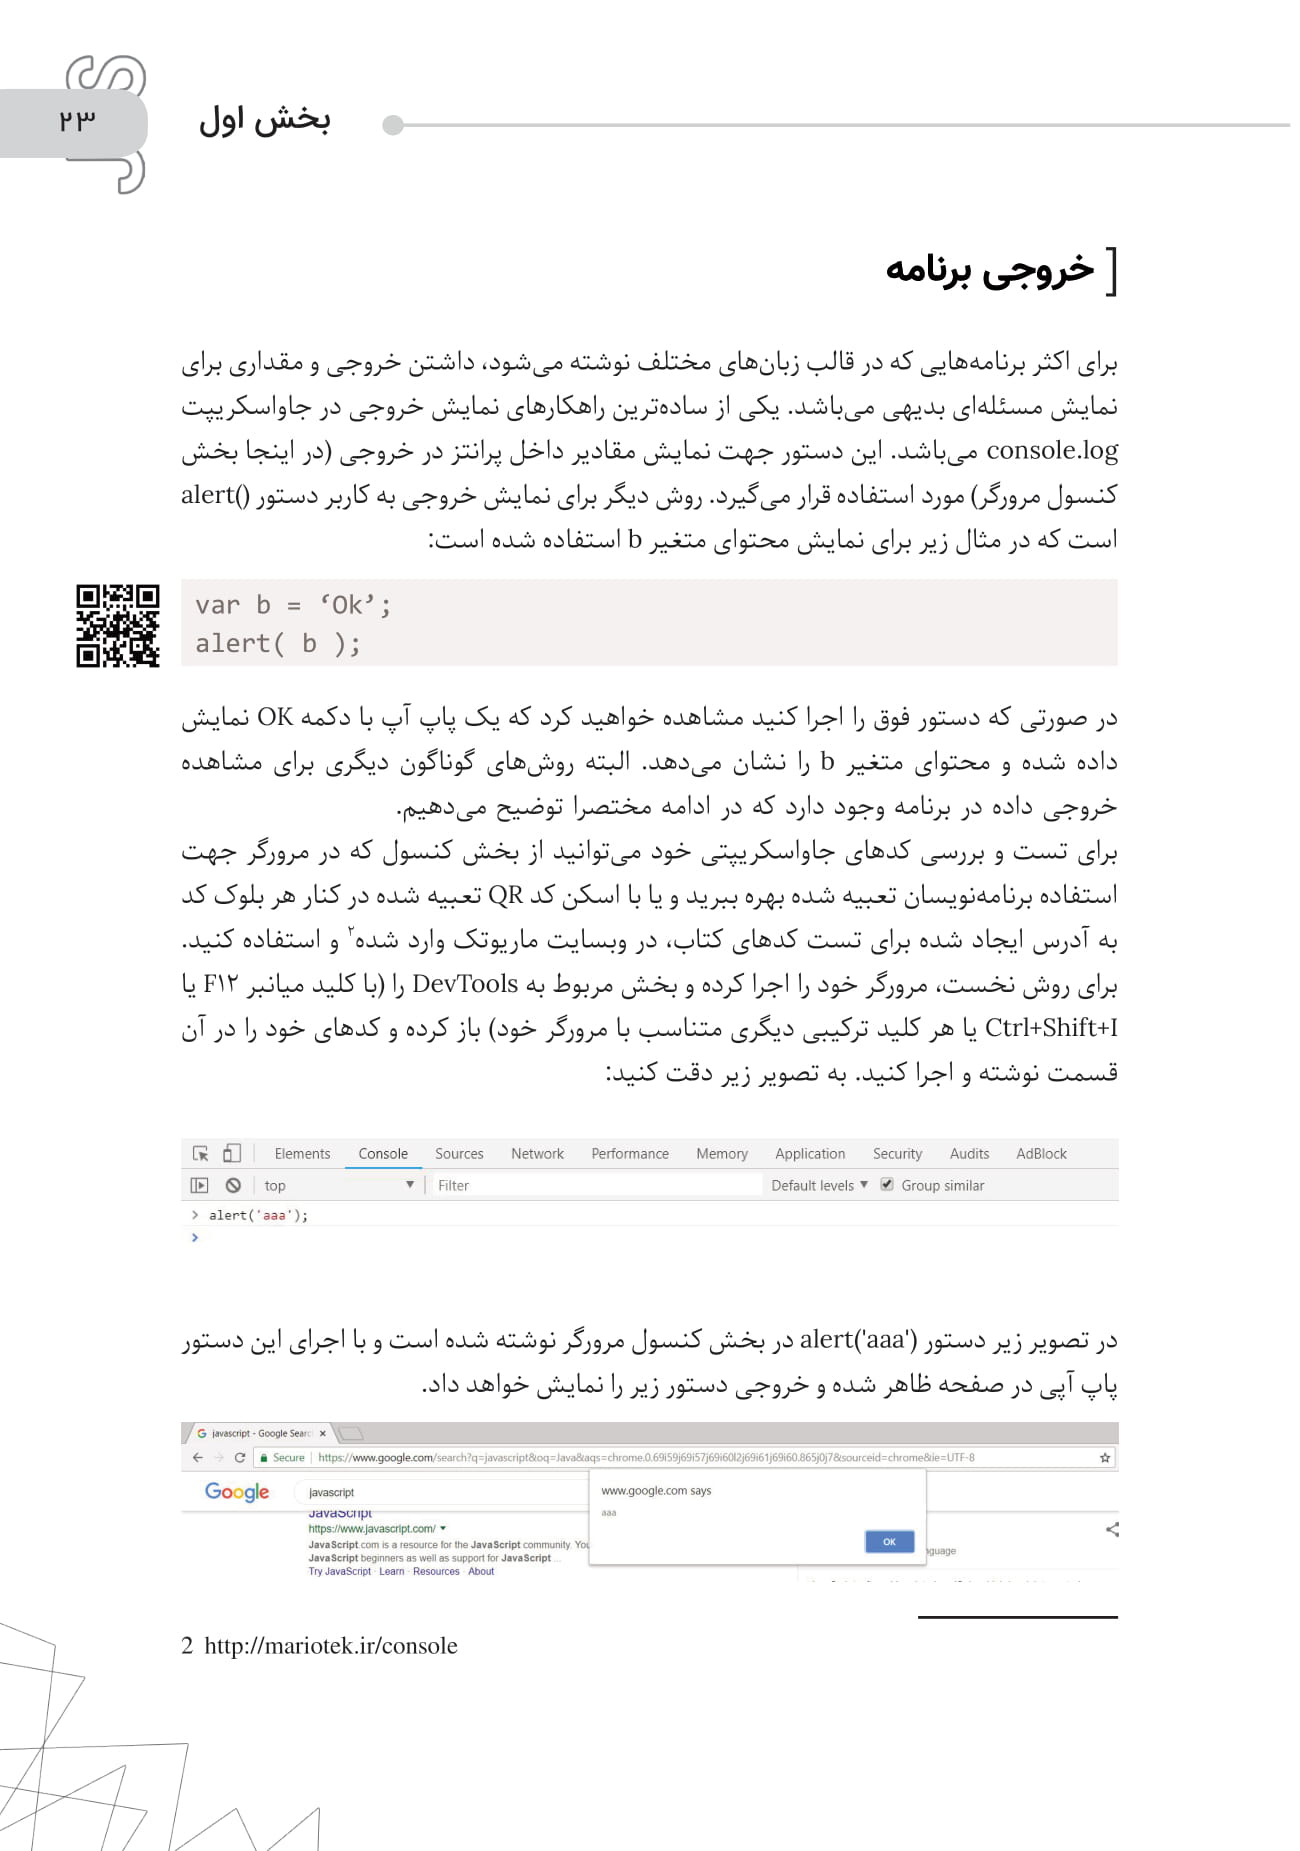 ۲۳
بخش اول
خروجی برنامه
برای اکثر برنامه‌هایی که در قالب زبان‌های مختلف نوشته می‌شود، داشتن خروجی و مقداری برای
نمایش مسئله‌ای بدیهی می‌باشد. یکی از ساده‌ترین راهکارهای نمایش خروجی در جاواسکریپت
console.log می‌باشد. این دستور جهت نمایش مقادیر داخل پرانتز در خروجی (در اینجا بخش
کنسول مرورگر) مورد استفاده قرار می‌گیرد. روش دیگر برای نمایش خروجی به کاربر دستور alert()
است که در مثال زیر برای نمایش محتوای متغیر b استفاده شده است:
var b = ‘Ok’;
alert( b );
در صورتی که دستور فوق را اجرا کنید مشاهده خواهید کرد که یک پاپ آپ با دکمه OK نمایش
داده شده و محتوای متغیر b را نشان می‌دهد. البته روش‌های گوناگون دیگری برای مشاهده
خروجی داده در برنامه وجود دارد که در ادامه مختصرا توضیح می‌دهیم.
برای تست و بررسی کدهای جاواسکریپتی خود می‌توانید از بخش کنسول که در مرورگر جهت
استفاده برنامه‌نویسان تعبیه شده بهره ببرید و یا با اسکن کد QR تعبیه شده در کنار هر بلوک کد
به آدرس ایجاد شده برای تست کدهای کتاب، در وبسایت ماریوتک وارد شده۲ و استفاده کنید.
برای روش نخست، مرورگر خود را اجرا کرده و بخش مربوط به DevTools را (با کلید میانبر F۱۲ یا
Ctrl+Shift+I یا هر کلید ترکیبی دیگری متناسب با مرورگر خود) باز کرده و کدهای خود را در آن
قسمت نوشته و اجرا کنید. به تصویر زیر دقت کنید:
Elements Console Sources Network Performance Memory Application Security Audits AdBlock
top Filter Default levels Group similar
> alert('aaa');
>
در تصویر زیر دستور alert('aaa') در بخش کنسول مرورگر نوشته شده است و با اجرای این دستور
پاپ آپی در صفحه ظاهر شده و خروجی دستور زیر را نمایش خواهد داد.
javascript - Google Searc
Secure https://www.google.com/search?q=javascript&oq=Java&aqs=chrome.0.69i59j69i57j69i60l2j69i61j69i60.865j0j7&sourceid=chrome&ie=UTF-8
Google javascript
www.google.com says
aaa
OK
JavaScript
https://www.javascript.com/
JavaScript.com is a resource for the JavaScript community. You
JavaScript beginners as well as support for JavaScript ...
Try JavaScript · Learn · Resources · About
nguage
2 http://mariotek.ir/console